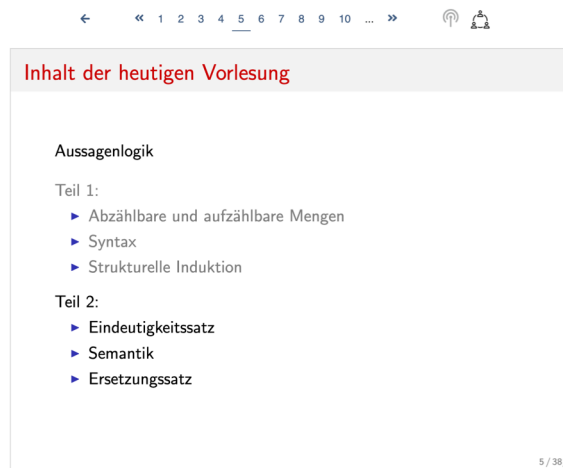 ← « 1 2 3 4 5 6 7 8 9 10 ... »
Inhalt der heutigen Vorlesung
Aussagenlogik
Teil 1:
▶ Abzählbare und aufzählbare Mengen
▶ Syntax
▶ Strukturelle Induktion
Teil 2:
▶ Eindeutigkeitssatz
▶ Semantik
▶ Ersetzungssatz
5 / 38